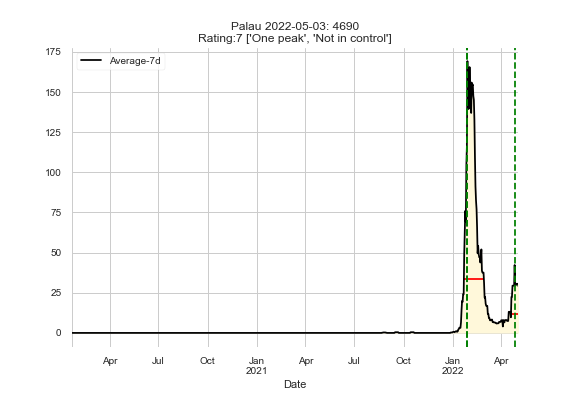 Palau 2022-05-03: 4690
Rating:7 ['One peak', 'Not in control']
Average-7d
175
150
125
100
75
50
25
0
Apr
Jul
Oct
Jan
2021
Apr
Jul
Oct
Jan
2022
Apr
Date